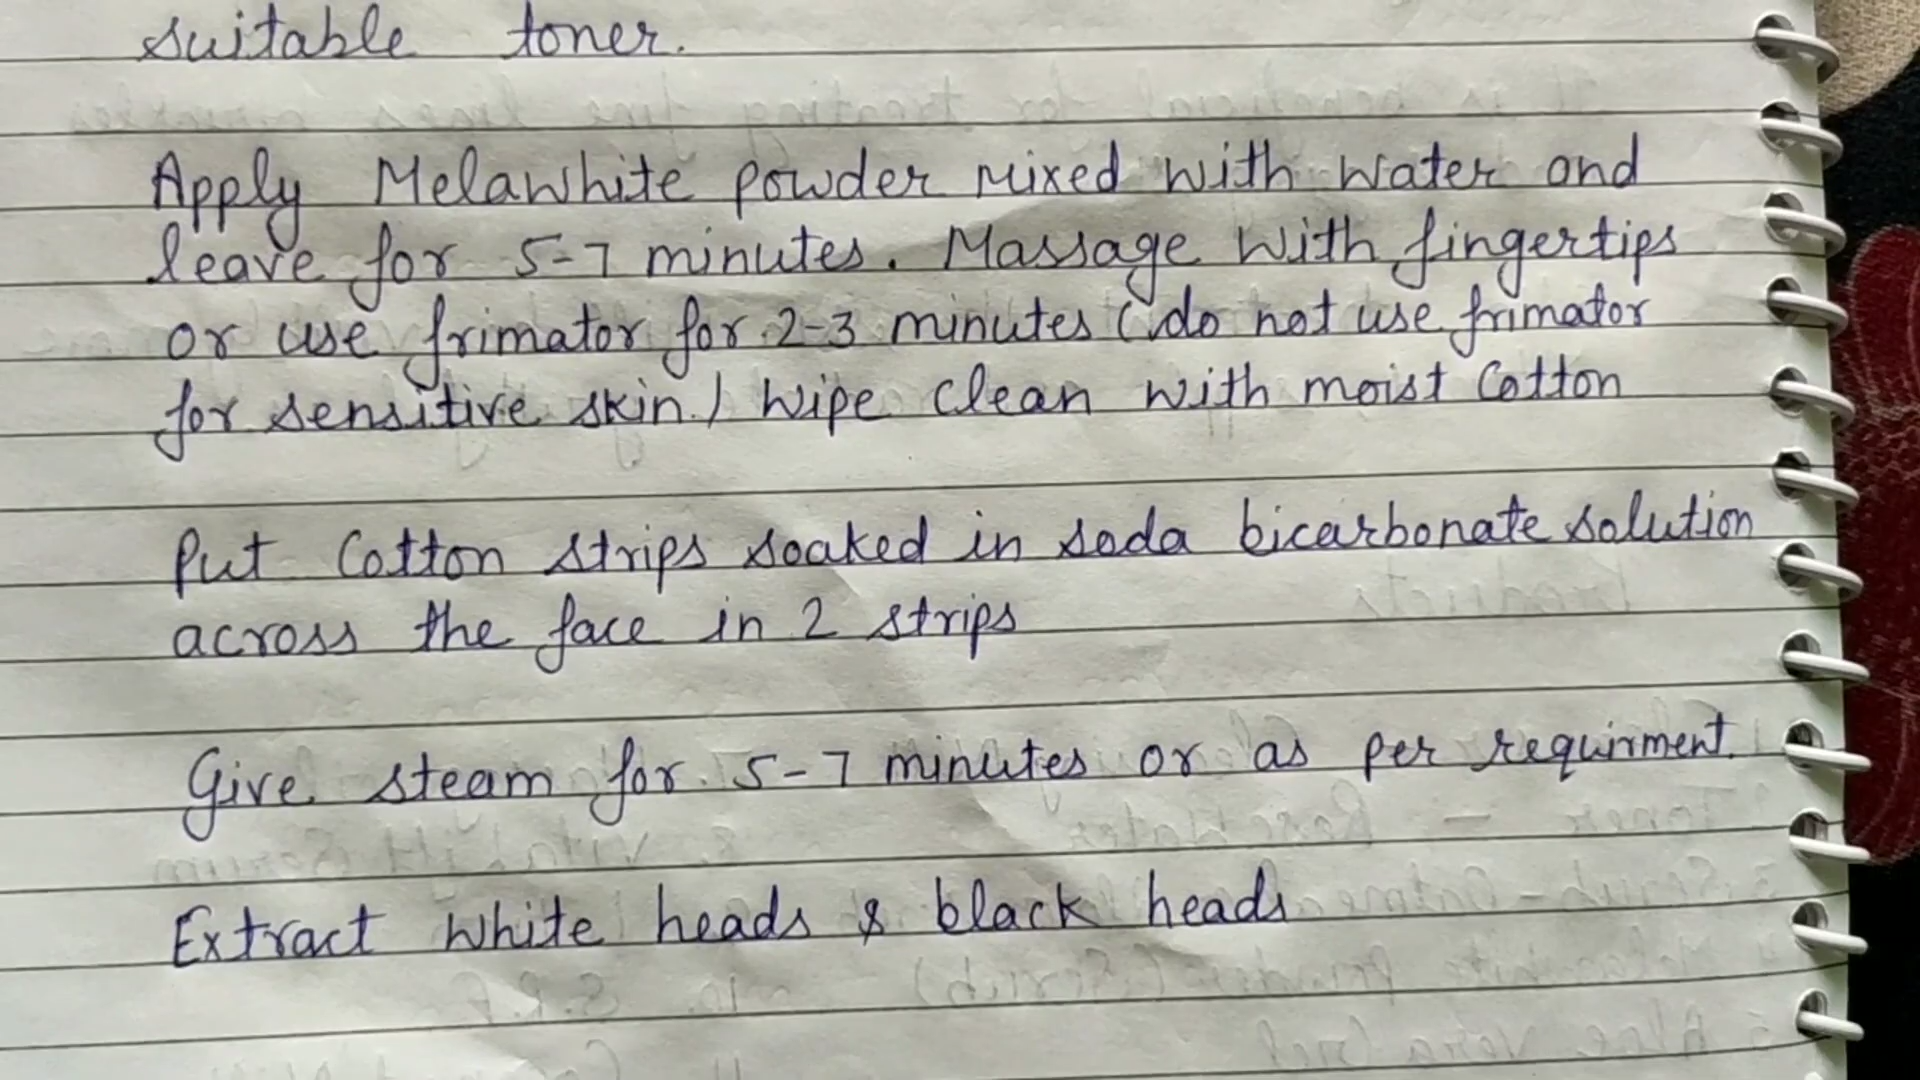 suitable toner.
Apply Melawhite powder mixed with water and
leave for 5-7 minutes. Massage with fingertips
or use frimator for 2-3 minutes (do not use frimator
for sensitive skin) wipe clean with moist cotton
Put cotton strips soaked in soda bicarbonate solution
across the face in 2 strips
Give steam for 5-7 minutes or as per requirment.
Extract white heads & black heads